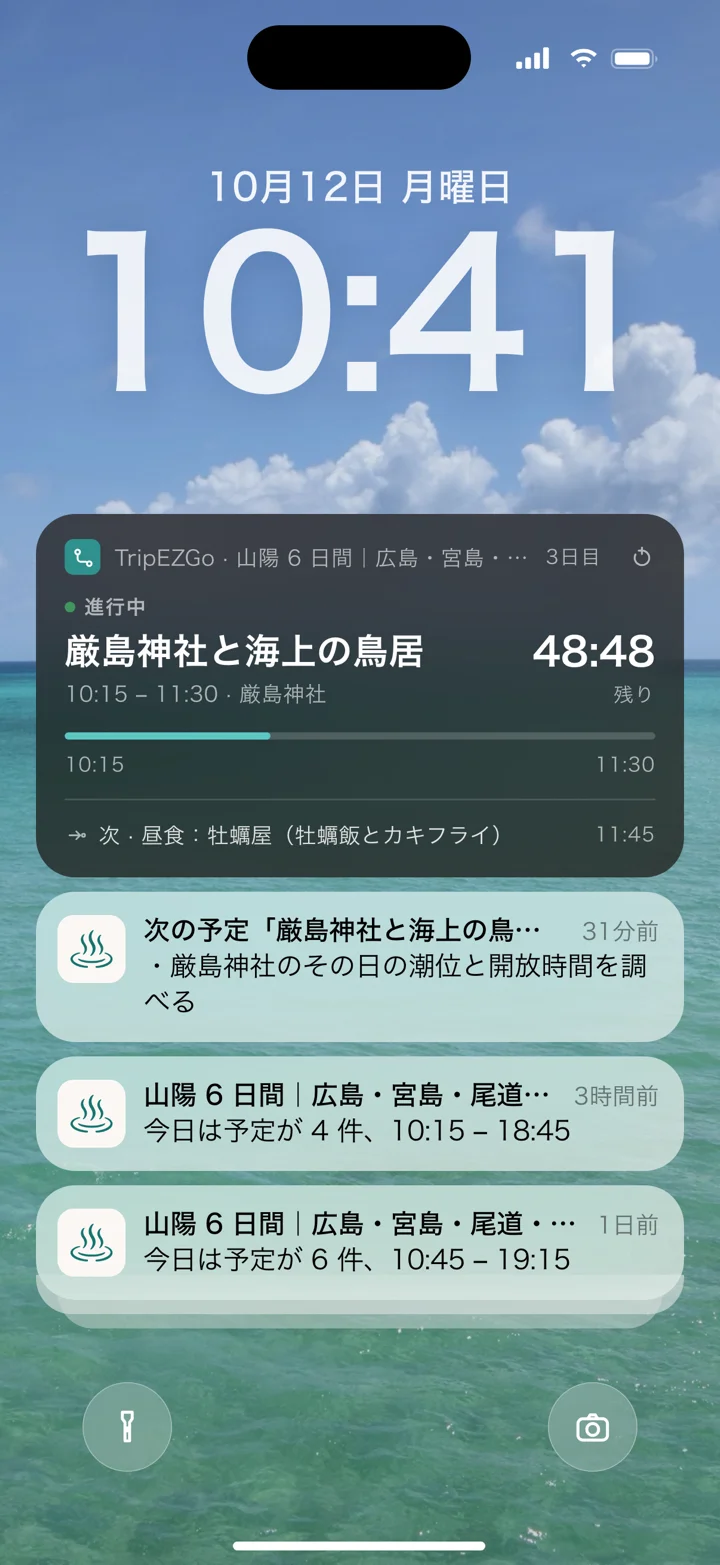 10月12日 月曜日
10:41
TripEZGo · 山陽 6 日間｜広島・宮島・… 3日目
進行中
厳島神社と海上の鳥居 48:48
10:15 – 11:30 · 厳島神社 残り
10:15 11:30
次 · 昼食：牡蠣屋（牡蠣飯とカキフライ） 11:45
次の予定「厳島神社と海上の鳥… 31分前
・厳島神社のその日の潮位と開放時間を調
べる
山陽 6 日間｜広島・宮島・尾道… 3時間前
今日は予定が 4 件、10:15 – 18:45
山陽 6 日間｜広島・宮島・尾道・… 1日前
今日は予定が 6 件、10:45 – 19:15